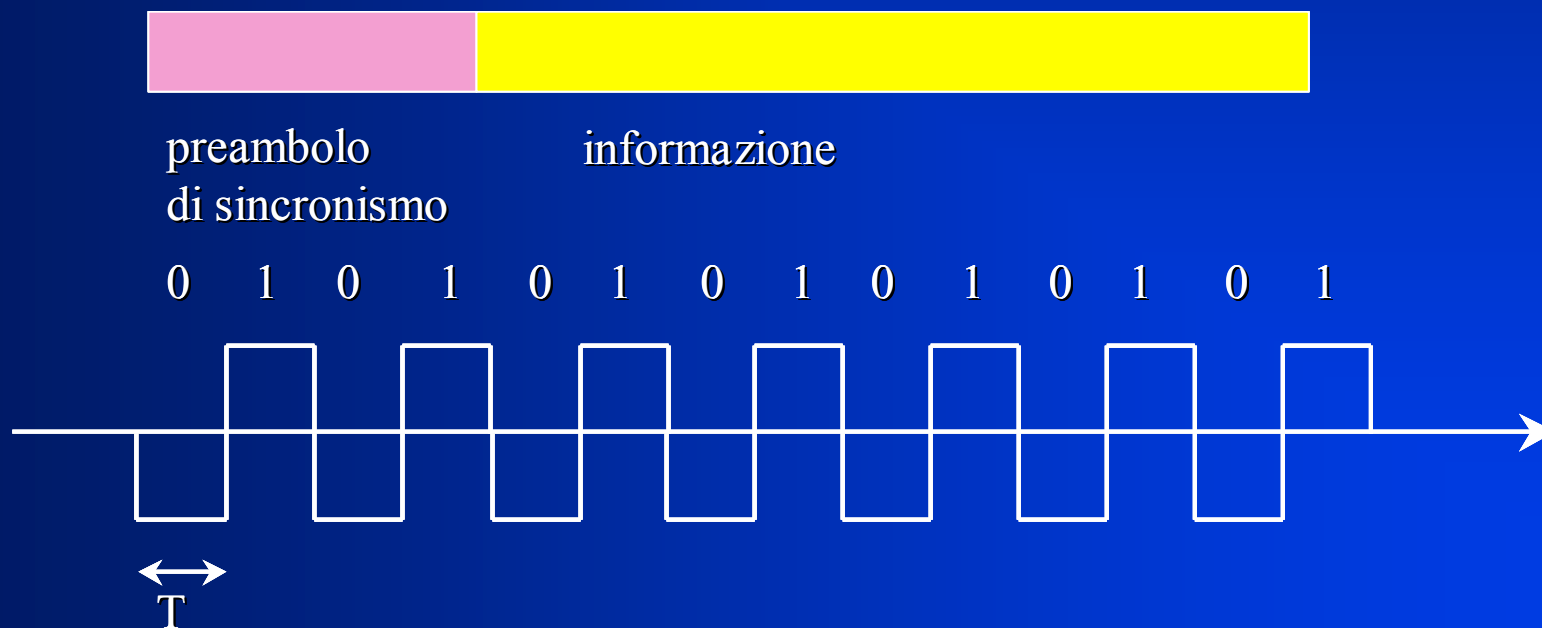 preambolo informazione
di sincronismo
0 1 0 1 0 1 0 1 0 1 0 1 0 1
T